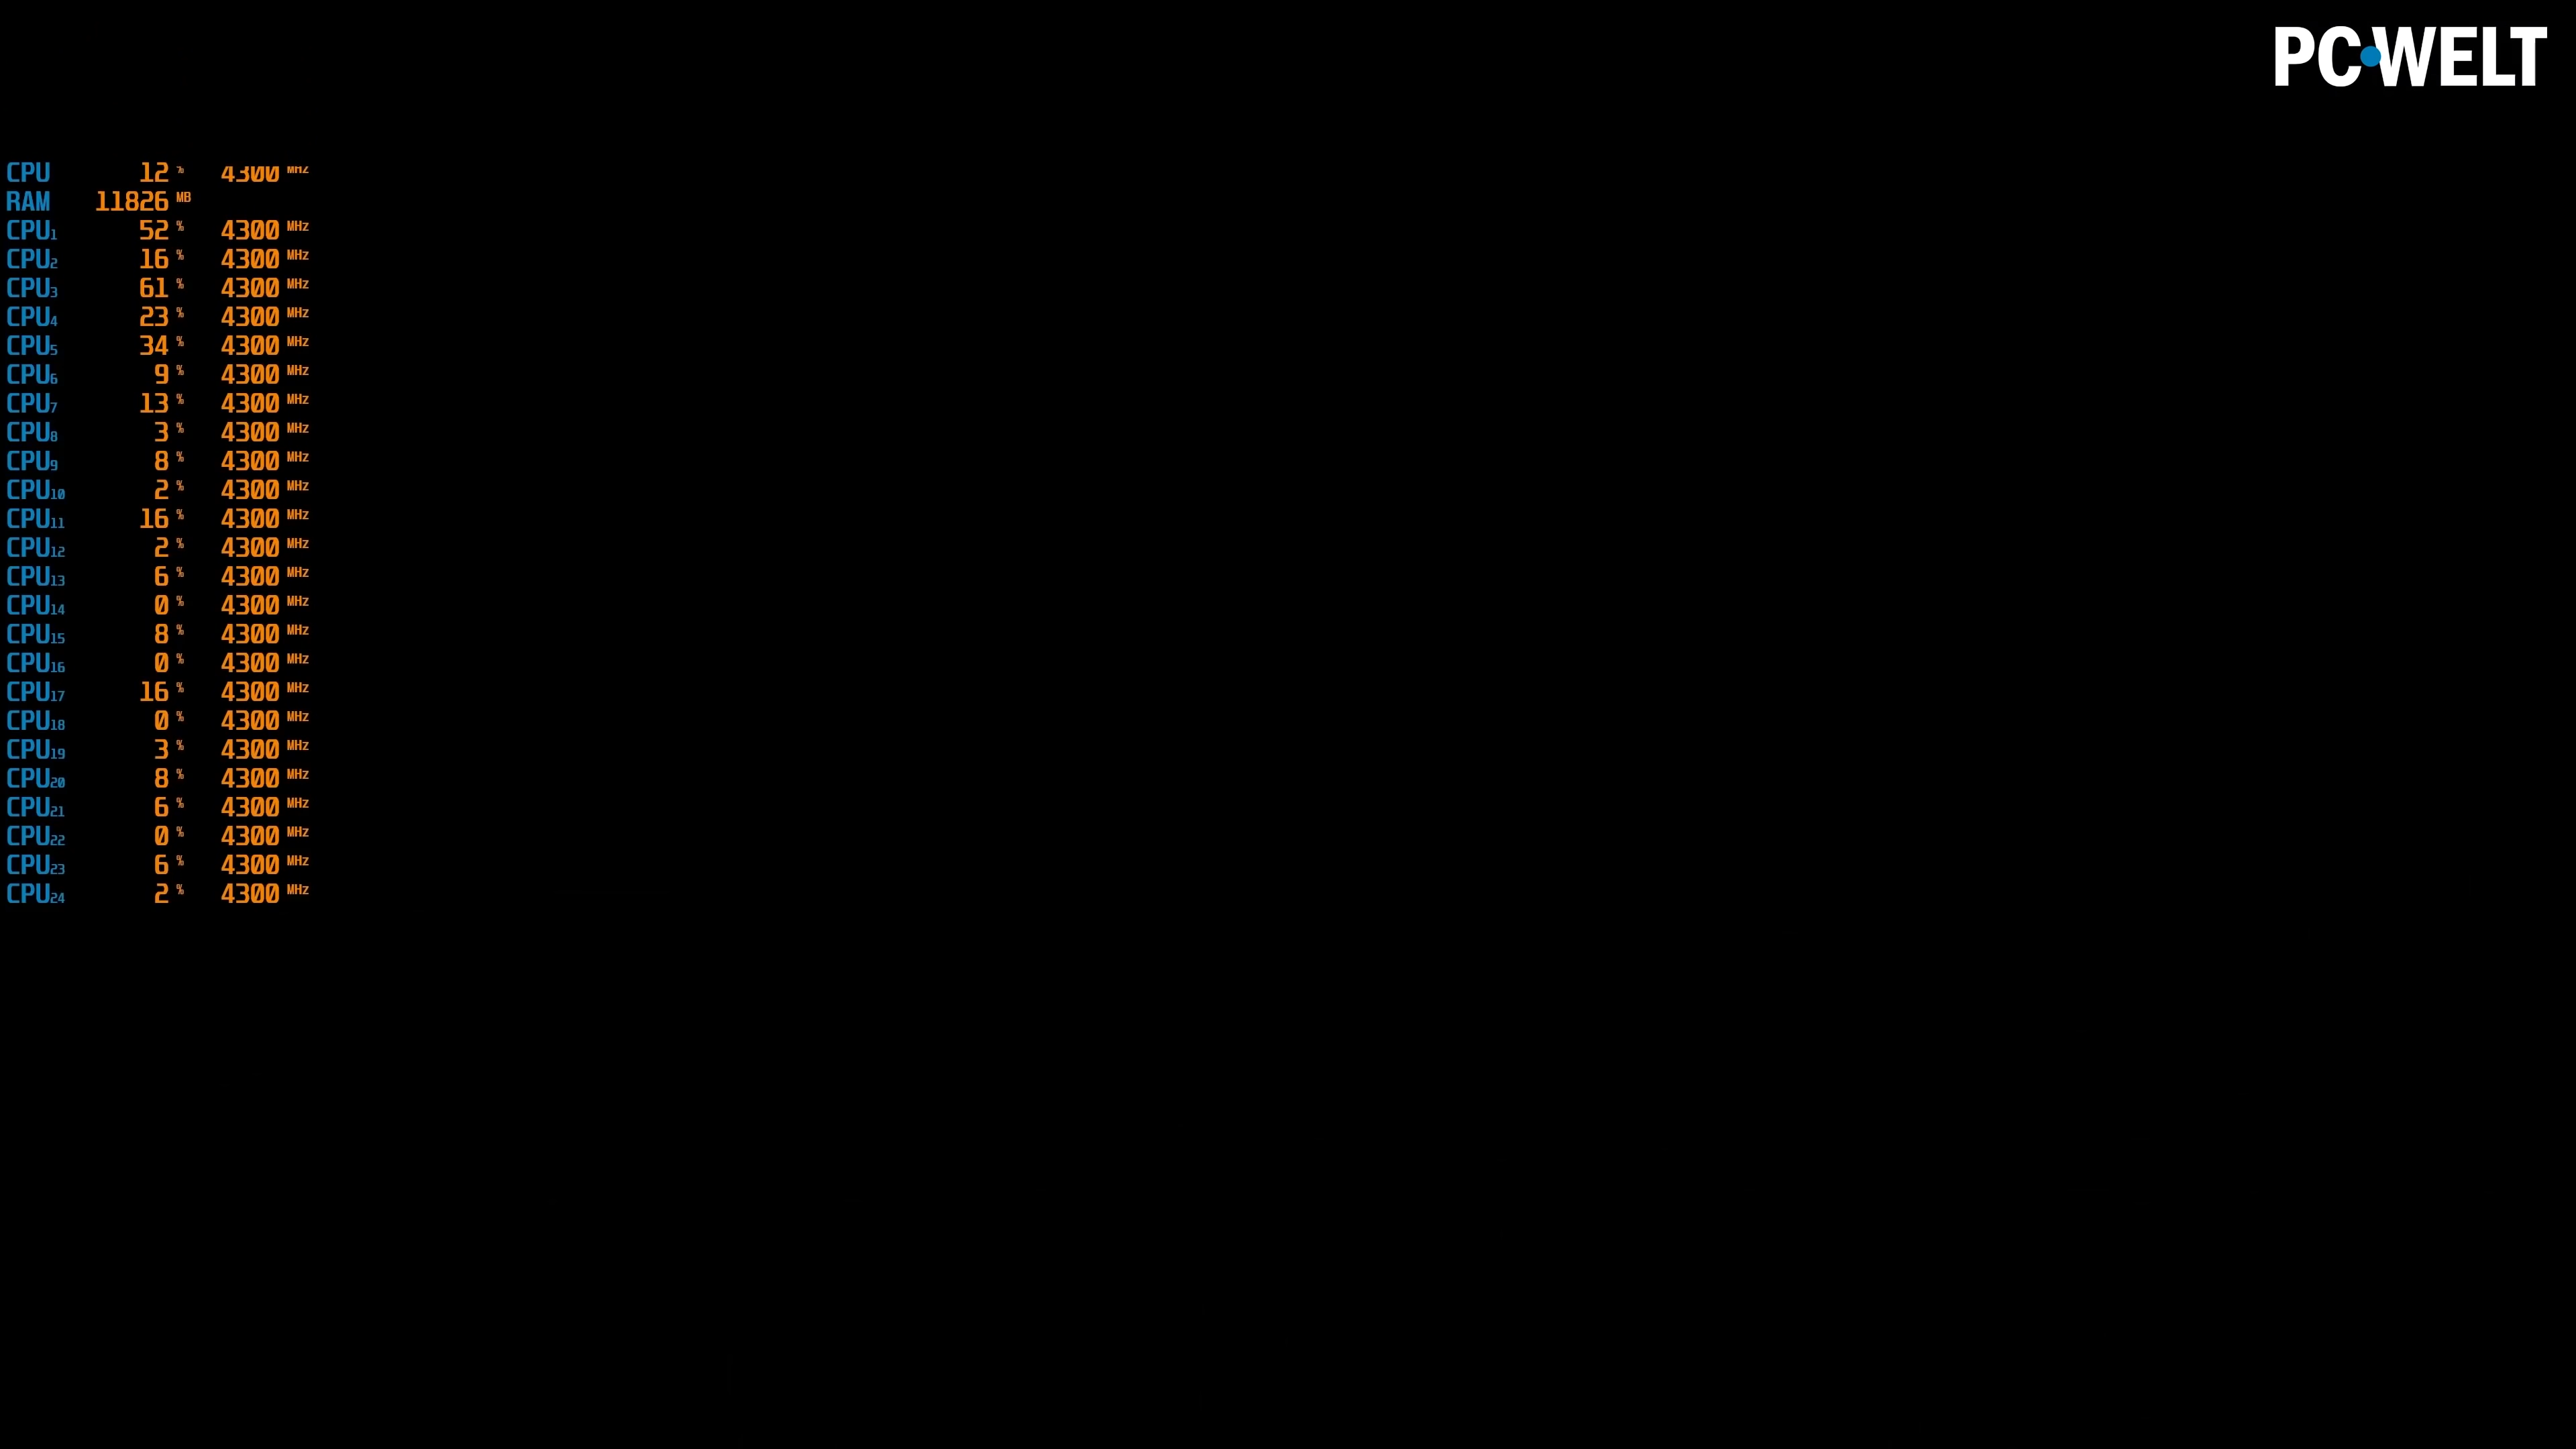 PC WELT
CPU 12 % 4300 MHz
RAM 11826 MB
CPU1 52 % 4300 MHz
CPU2 16 % 4300 MHz
CPU3 61 % 4300 MHz
CPU4 23 % 4300 MHz
CPU5 34 % 4300 MHz
CPU6 9 % 4300 MHz
CPU7 13 % 4300 MHz
CPU8 3 % 4300 MHz
CPU9 8 % 4300 MHz
CPU10 2 % 4300 MHz
CPU11 16 % 4300 MHz
CPU12 2 % 4300 MHz
CPU13 6 % 4300 MHz
CPU14 0 % 4300 MHz
CPU15 8 % 4300 MHz
CPU16 0 % 4300 MHz
CPU17 16 % 4300 MHz
CPU18 0 % 4300 MHz
CPU19 3 % 4300 MHz
CPU20 8 % 4300 MHz
CPU21 6 % 4300 MHz
CPU22 0 % 4300 MHz
CPU23 6 % 4300 MHz
CPU24 2 % 4300 MHz